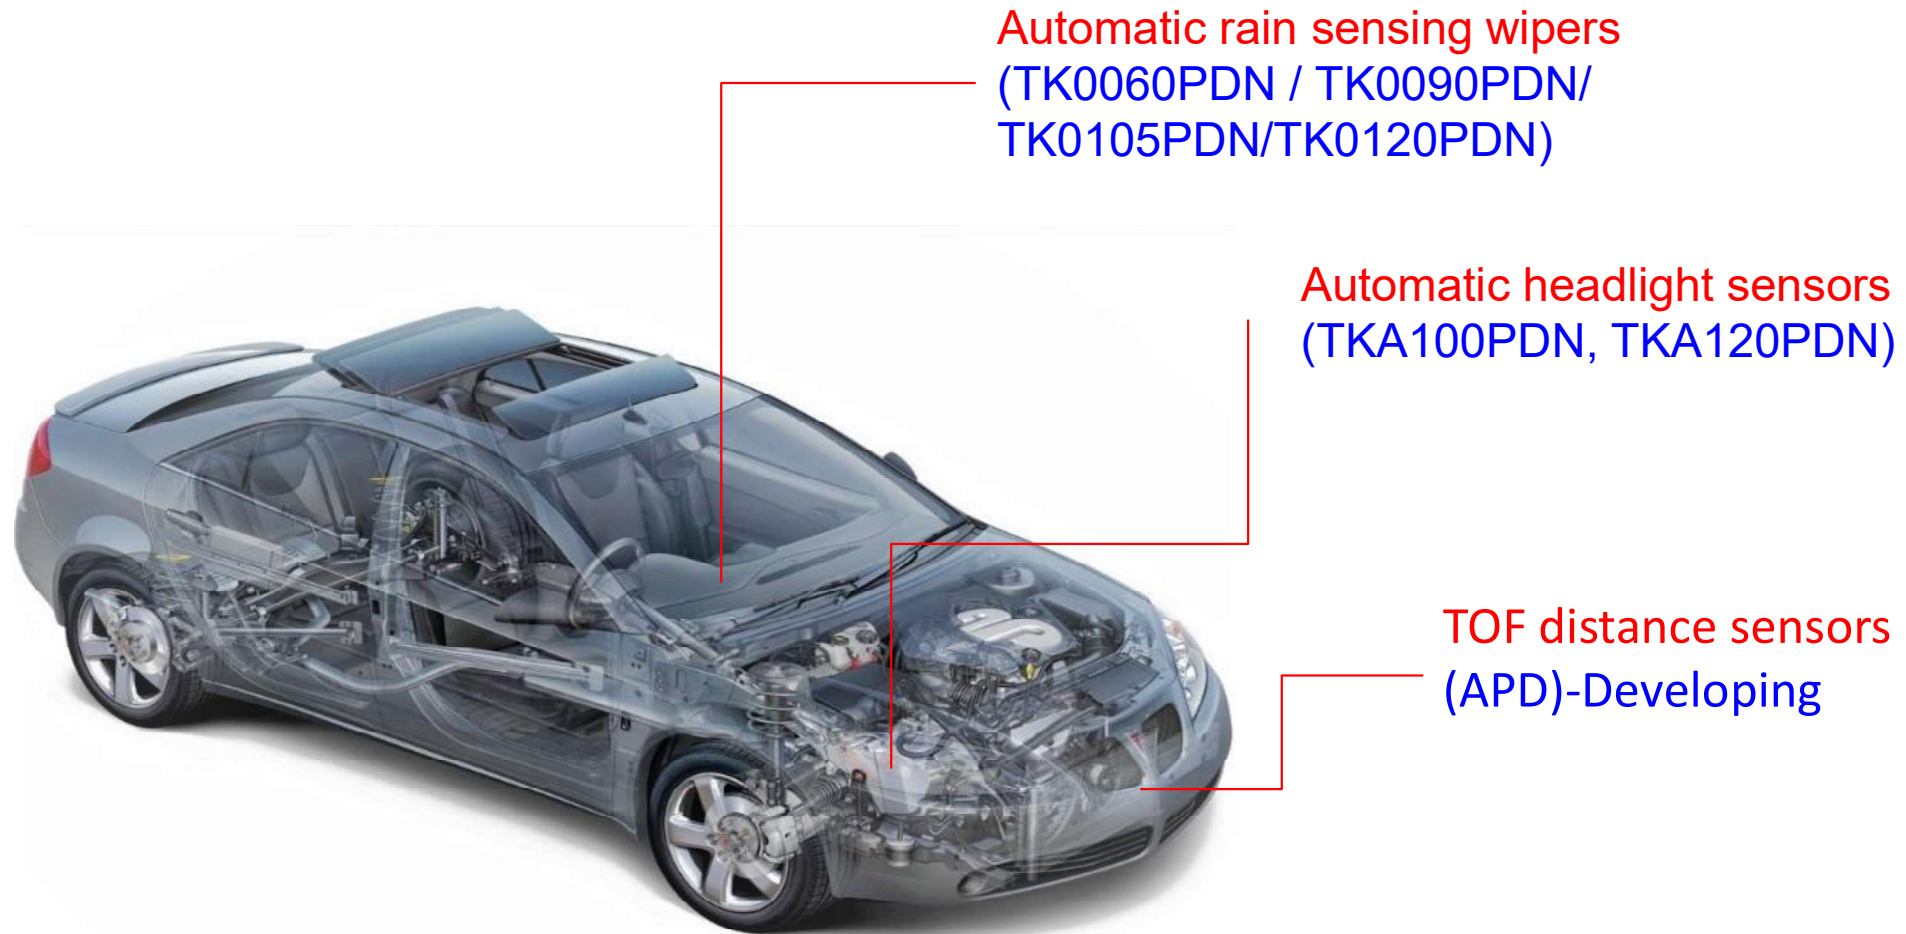 Automatic rain sensing wipers
(TK0060PDN / TK0090PDN/
TK0105PDN/TK0120PDN)
Automatic headlight sensors
(TKA100PDN, TKA120PDN)
TOF distance sensors
(APD)-Developing